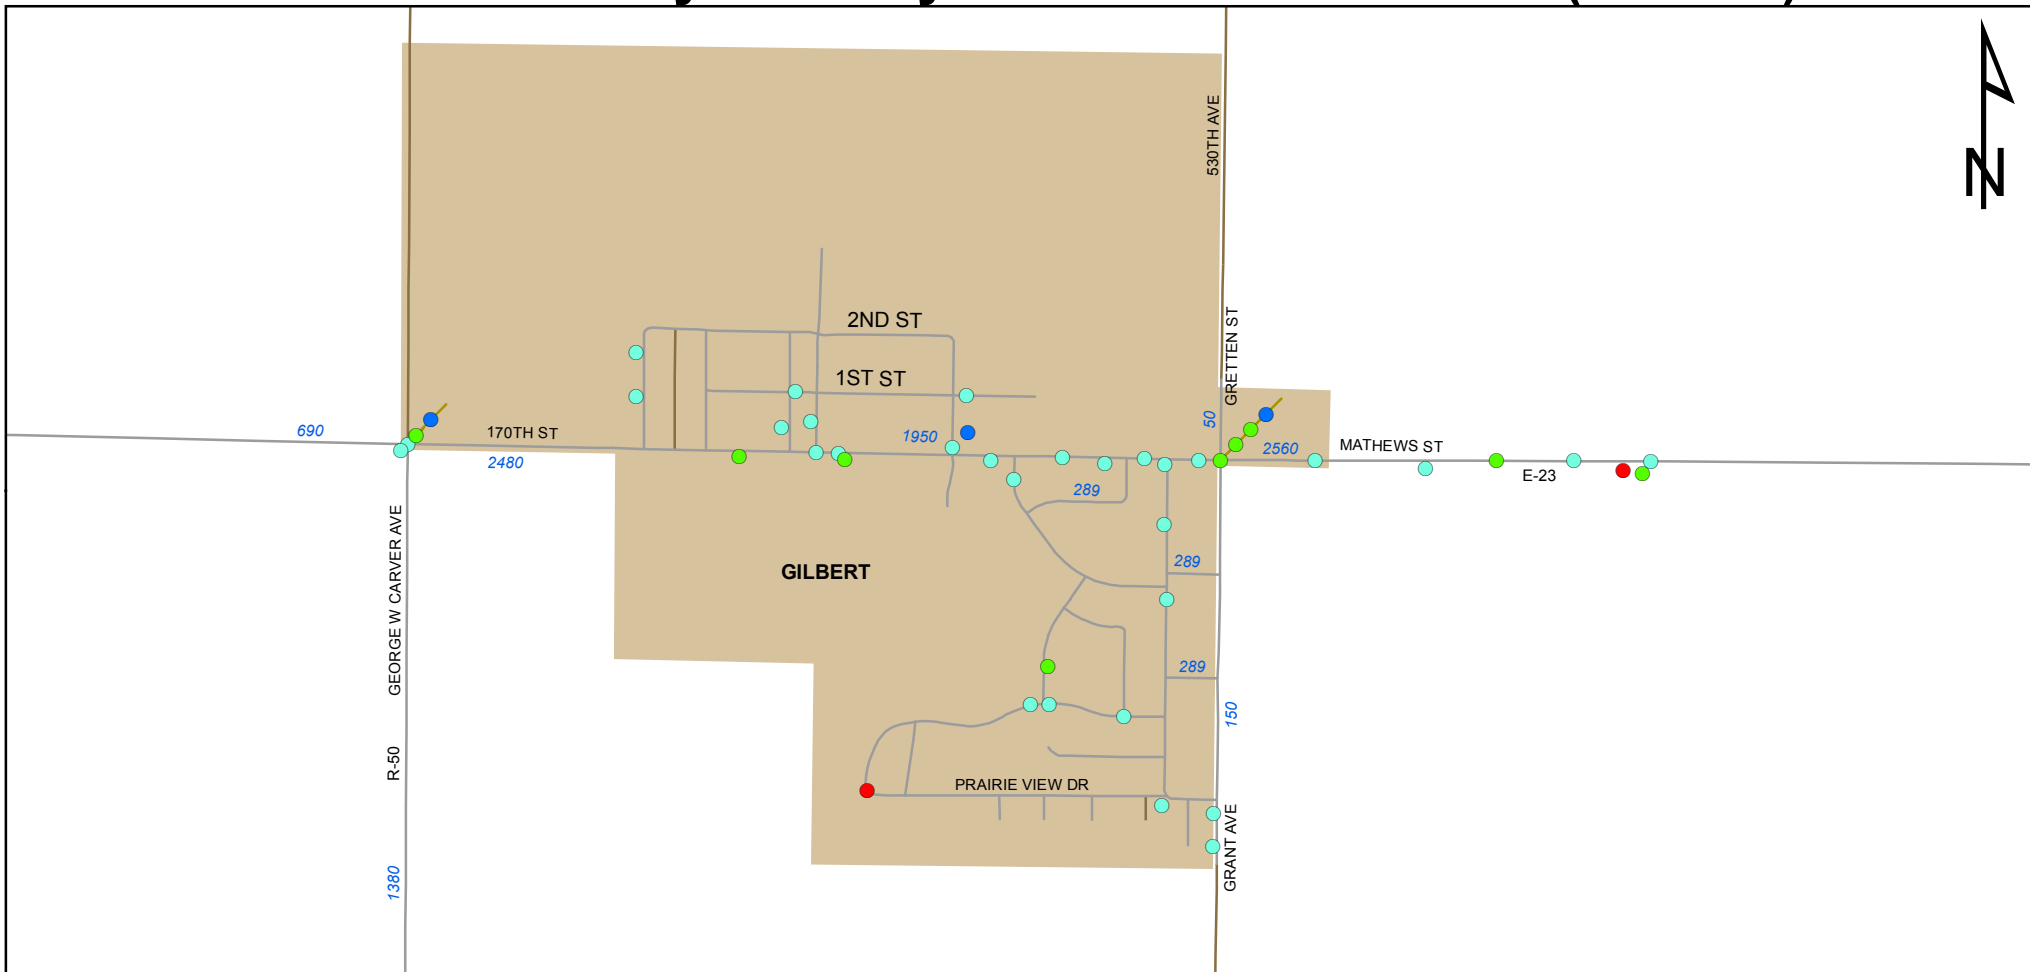 530TH AVE
N
GRETTEN ST
2ND ST
1ST ST
50
690
170TH ST
1950
2560
MATHEWS ST
2480
E-23
289
GEORGE W CARVER AVE
289
GILBERT
289
150
R-50
PRAIRIE VIEW DR
GRANT AVE
1380